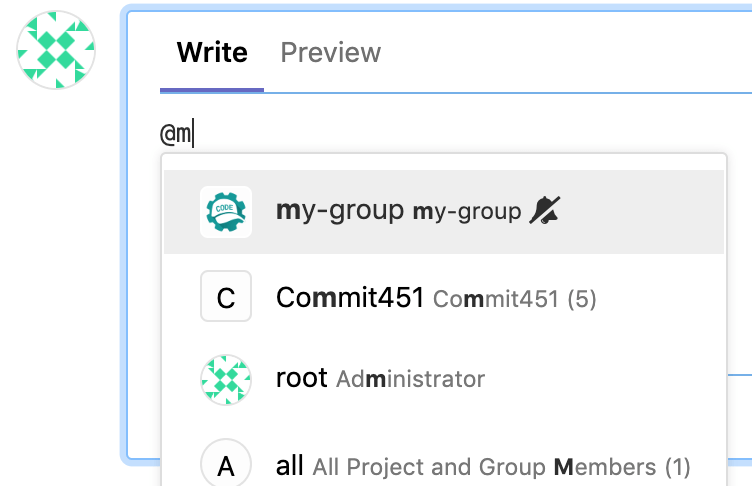 Write Preview
@m
CODE my-group my-group
C Commit451 Commit451 (5)
root Administrator
A all All Project and Group Members (1)